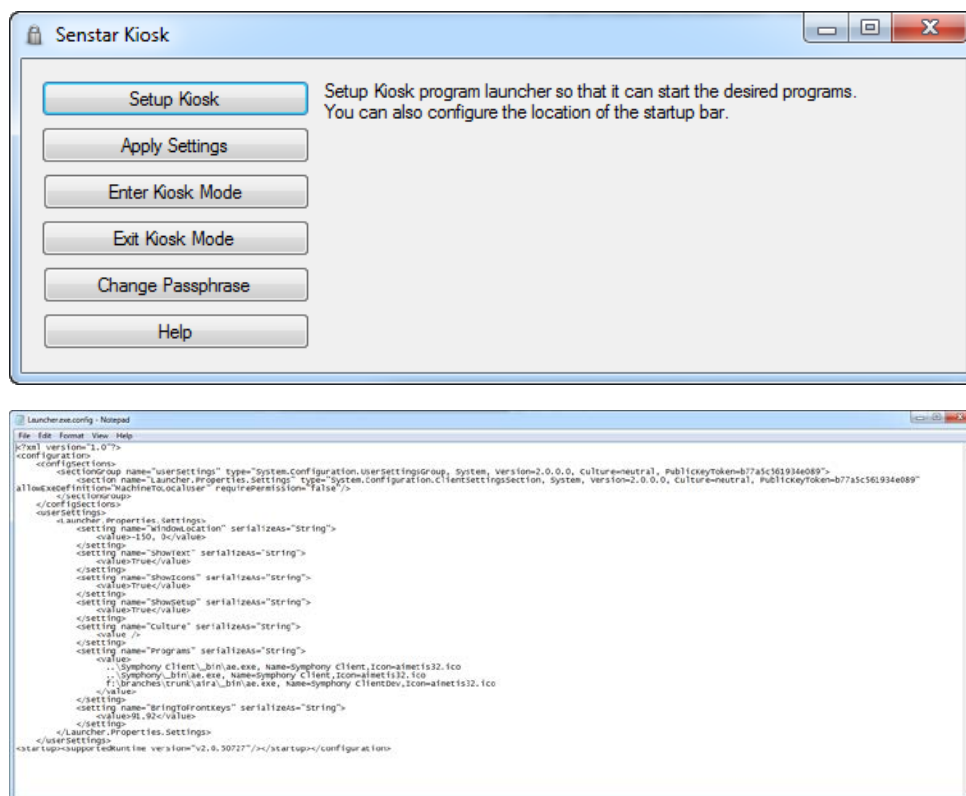 Senstar Kiosk
Setup Kiosk
Setup Kiosk program launcher so that it can start the desired programs.
You can also configure the location of the startup bar.
Apply Settings
Enter Kiosk Mode
Exit Kiosk Mode
Change Passphrase
Help
Launcher.exe.config - Notepad
File Edit Format View Help
<?xml version="1.0"?>
<configuration>
<configSections>
<sectionGroup name="userSettings" type="System.Configuration.UserSettingsGroup, System, Version=2.0.0.0, Culture=neutral, PublicKeyToken=b77a5c561934e089">
<section name="Launcher.Properties.Settings" type="System.Configuration.ClientSettingsSection, System, Version=2.0.0.0, Culture=neutral, PublicKeyToken=b77a5c561934e089"
allowExeDefinition="MachineToLocalUser" requirePermission="false"/>
</sectionGroup>
</configSections>
<userSettings>
<Launcher.Properties.Settings>
<setting name="WindowLocation" serializeAs="String">
<value>-150, 0</value>
</setting>
<setting name="ShowText" serializeAs="String">
<value>True</value>
</setting>
<setting name="ShowIcons" serializeAs="String">
<value>True</value>
</setting>
<setting name="ShowSetup" serializeAs="String">
<value>True</value>
</setting>
<setting name="Culture" serializeAs="String">
<value />
</setting>
<setting name="Programs" serializeAs="String">
<value>
..\Symphony Client\_bin\ae.exe, Name=Symphony Client,Icon=aimetis32.ico
..\Symphony\_bin\ae.exe, Name=Symphony Client,Icon=aimetis32.ico
f:\branches\trunk\aira\_bin\ae.exe, Name=Symphony ClientDev,Icon=aimetis32.ico
</value>
</setting>
<setting name="BringToFrontKeys" serializeAs="String">
<value>91,92</value>
</setting>
</Launcher.Properties.Settings>
</userSettings>
<startup><supportedRuntime version="v2.0.50727"/></startup></configuration>